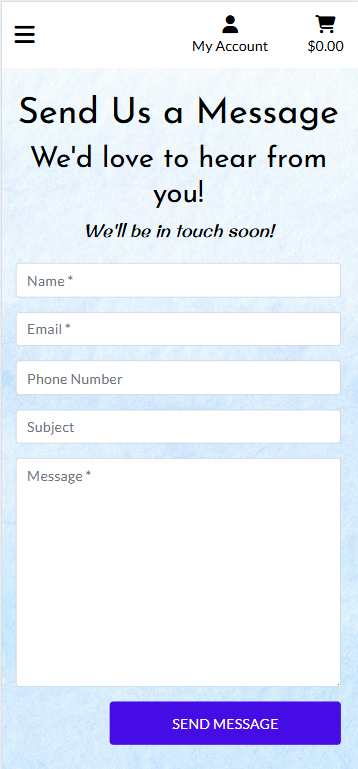 My Account
$0.00
Send Us a Message
We'd love to hear from
you!
We'll be in touch soon!
Name *
Email *
Phone Number
Subject
Message *
SEND MESSAGE